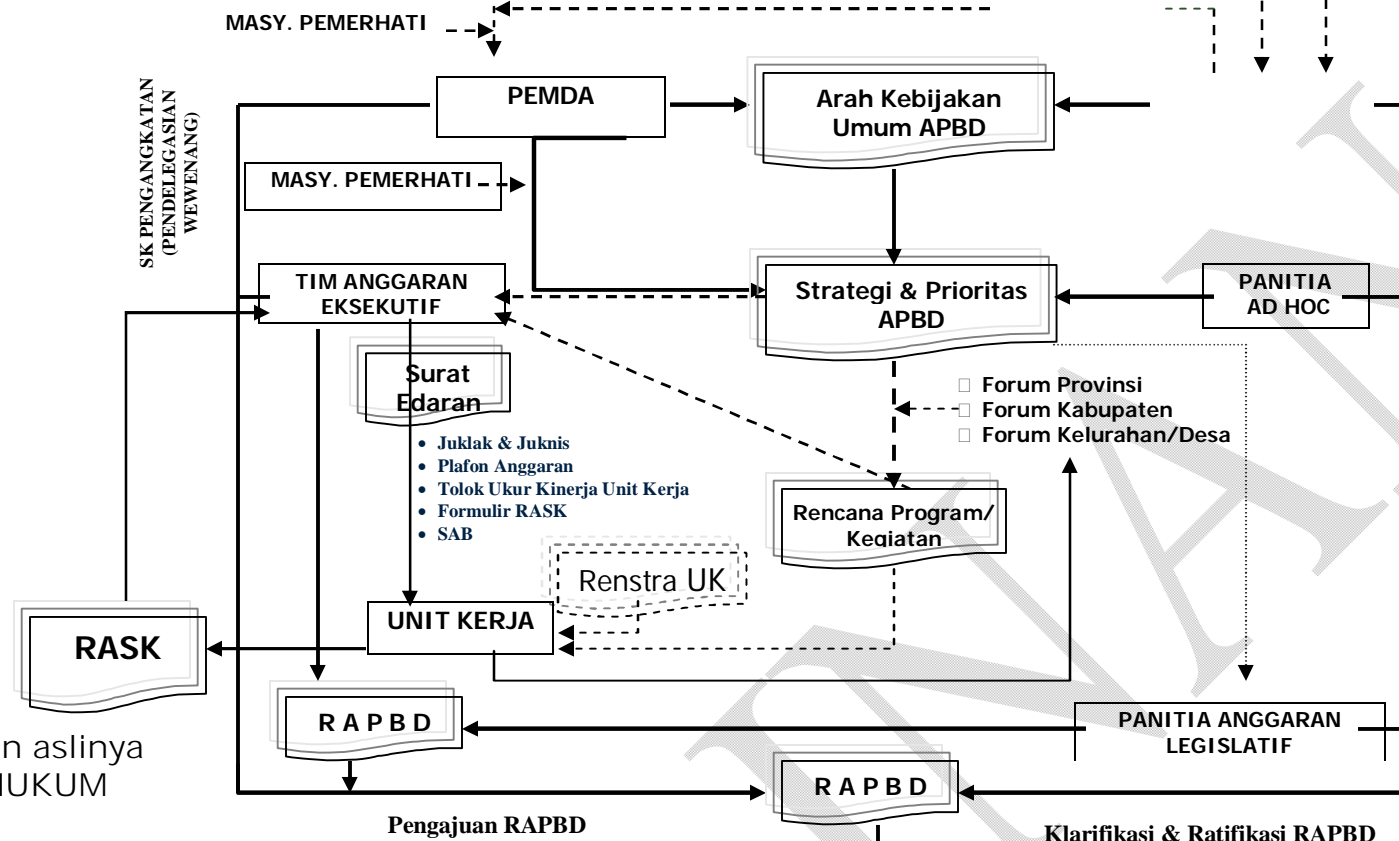 MASY. PEMERHATI
SK PENGANGKATAN
(PENDELEGASIAN
WEWENANG)
PEMDA
Arah Kebijakan
Umum APBD
MASY. PEMERHATI
TIM ANGGARAN
EKSEKUTIF
Strategi & Prioritas
APBD
PANITIA
AD HOC
Surat
Edaran
Forum Provinsi
Forum Kabupaten
Forum Kelurahan/Desa
• Juklak & Juknis
• Plafon Anggaran
• Tolok Ukur Kinerja Unit Kerja
• Formulir RASK
• SAB
Rencana Program/
Kegiatan
Renstra UK
UNIT KERJA
RASK
R A P B D
PANITIA ANGGARAN
LEGISLATIF
n aslinya
HUKUM
R A P B D
Pengajuan RAPBD
Klarifikasi & Ratifikasi RAPBD